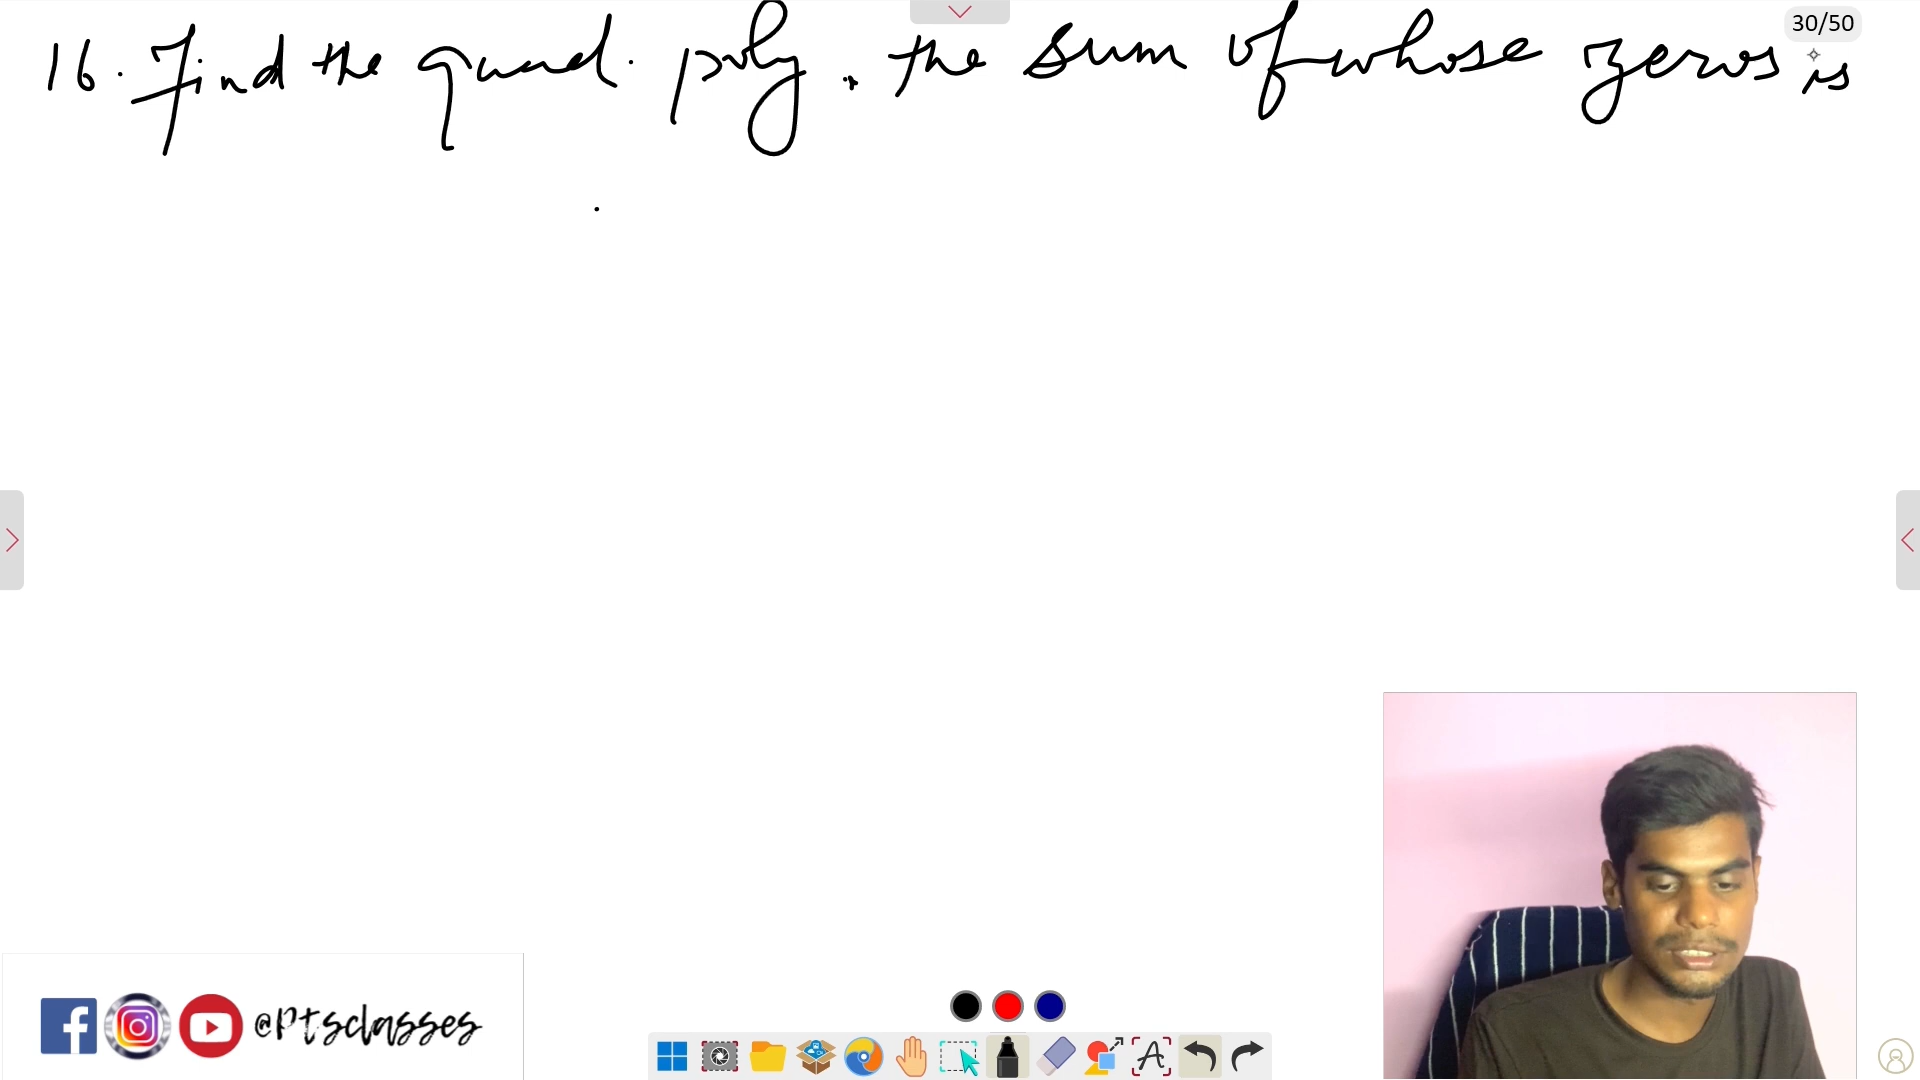 30/50
16. Find the quad. poly., the sum of whose zeros is
@Ptsclasses